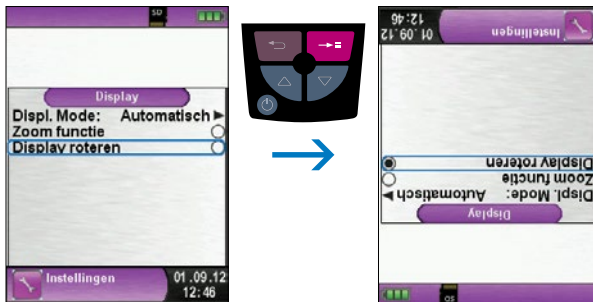 SD
Display
Displ. Mode: Automatisch
Zoom functie
Display roteren
Instellingen
01.09.12
12:46
Instellingen
01.09.12
12:46
Display roteren
Zoom functie
Displ. Mode: Automatisch
Display
SD